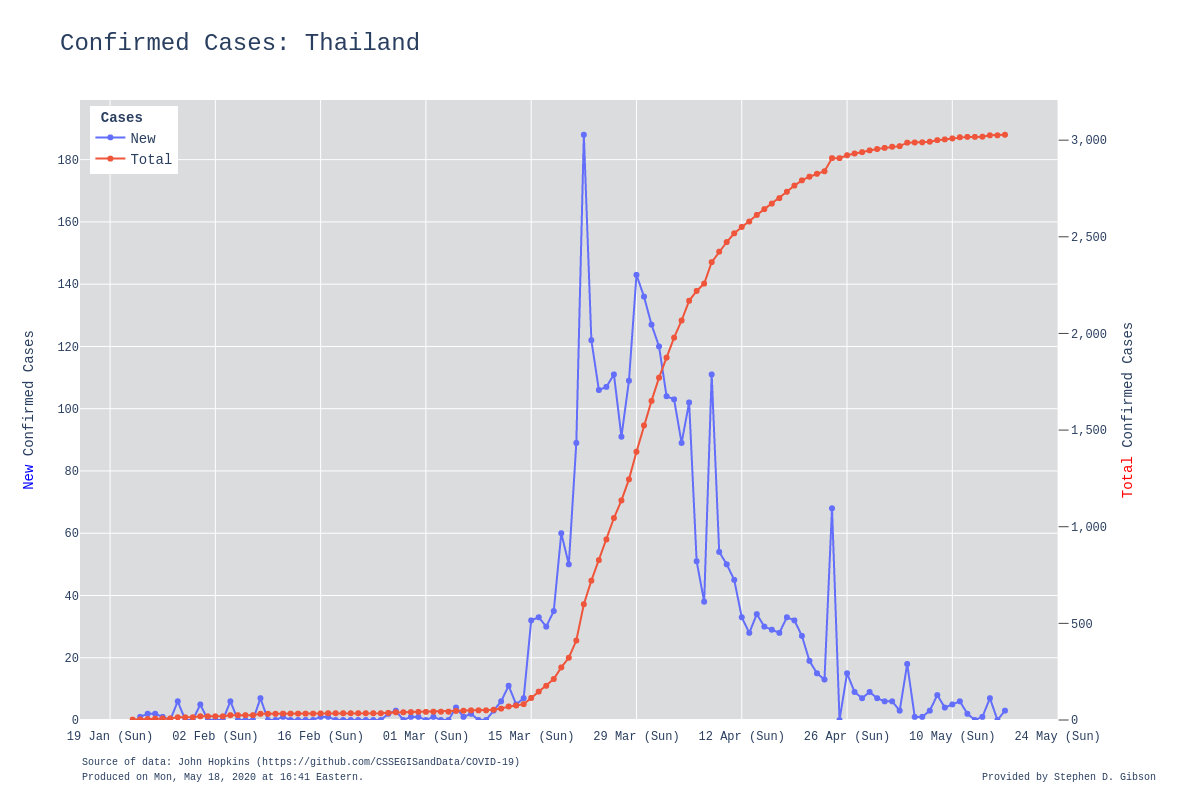 Confirmed Cases: Thailand
Cases
New
Total
180
160
140
120
100
80
60
40
20
0
New Confirmed Cases
3,000
2,500
2,000
1,500
1,000
500
0
Total Confirmed Cases
19 Jan (Sun) 02 Feb (Sun) 16 Feb (Sun) 01 Mar (Sun) 15 Mar (Sun) 29 Mar (Sun) 12 Apr (Sun) 26 Apr (Sun) 10 May (Sun) 24 May (Sun)
Source of data: John Hopkins (https://github.com/CSSEGISandData/COVID-19)
Produced on Mon, May 18, 2020 at 16:41 Eastern.
Provided by Stephen D. Gibson